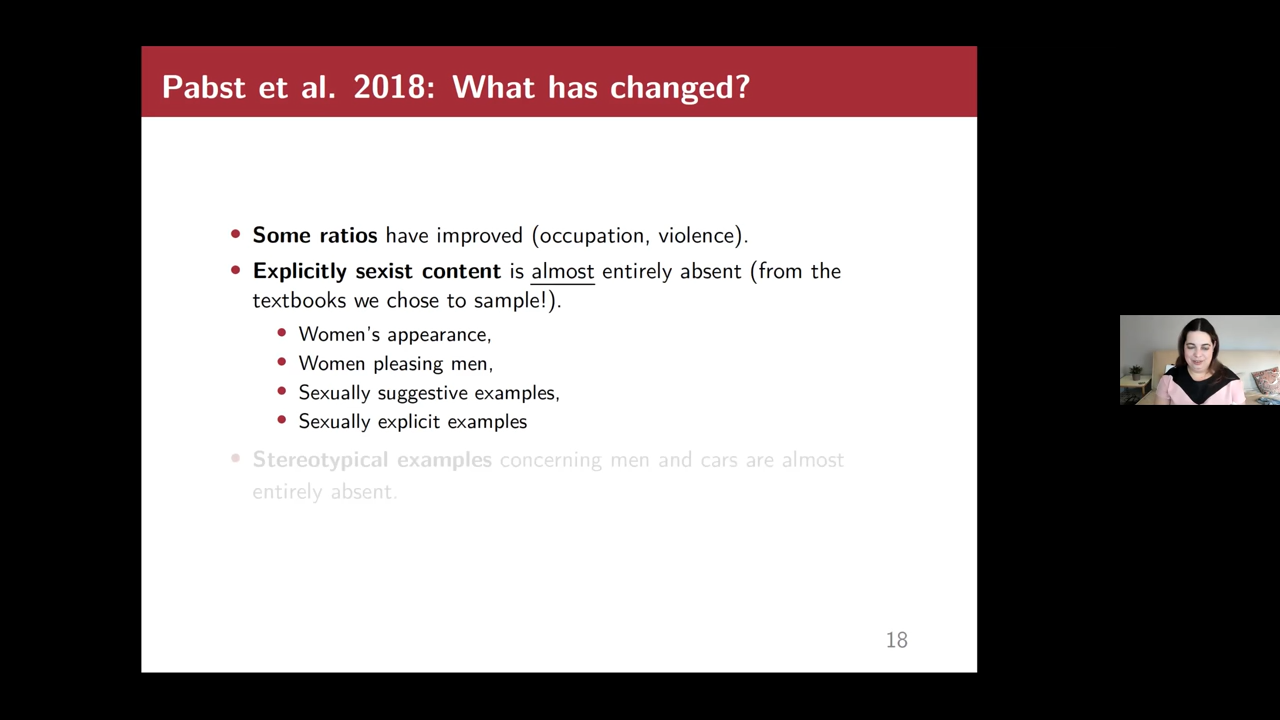 Pabst et al. 2018: What has changed?
• Some ratios have improved (occupation, violence).
• Explicitly sexist content is almost entirely absent (from the
textbooks we chose to sample!).
• Women's appearance,
• Women pleasing men,
• Sexually suggestive examples,
• Sexually explicit examples
• Stereotypical examples concerning men and cars are almost
entirely absent.
18